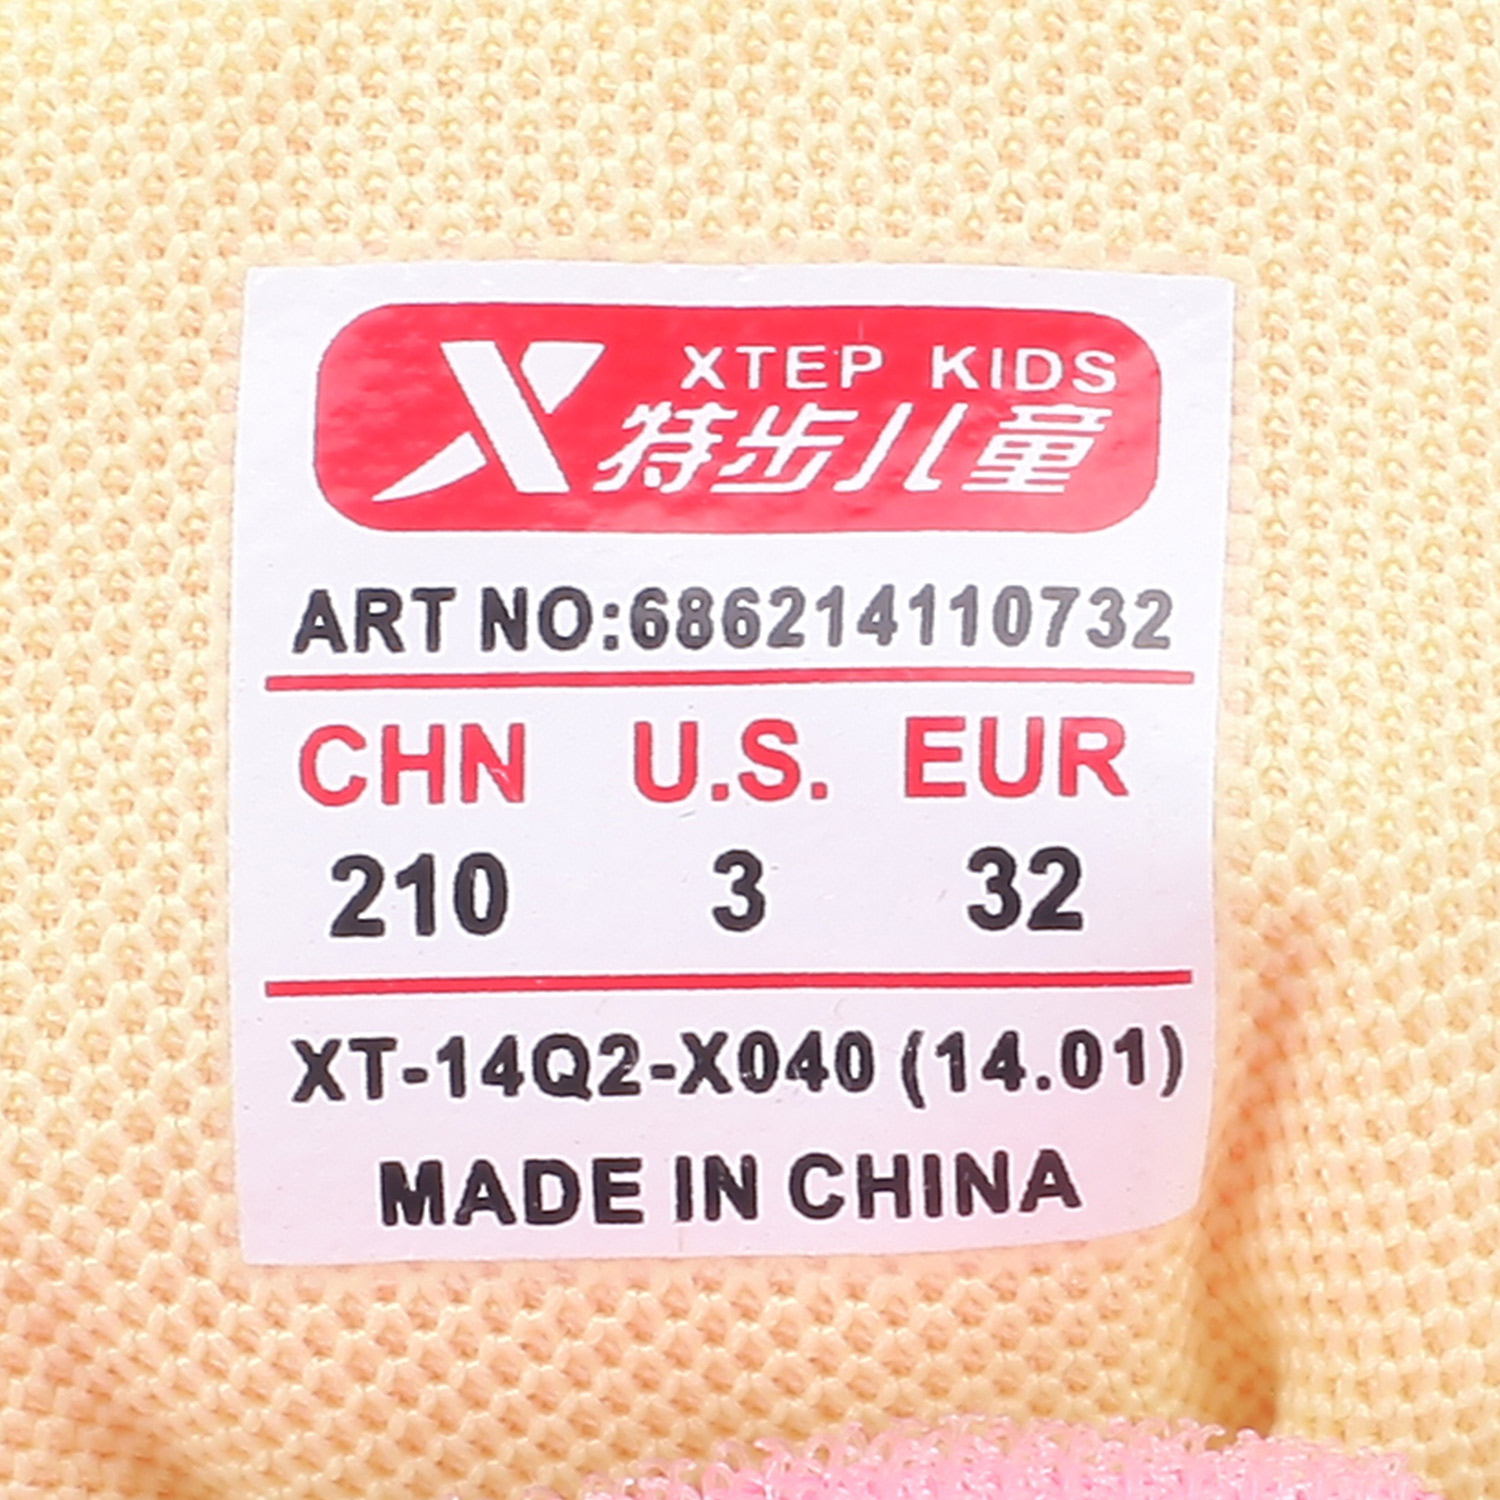 XTEP KIDS
特步儿童
ART NO:686214110732
CHN U.S. EUR
210 3 32
XT-14Q2-X040 (14.01)
MADE IN CHINA